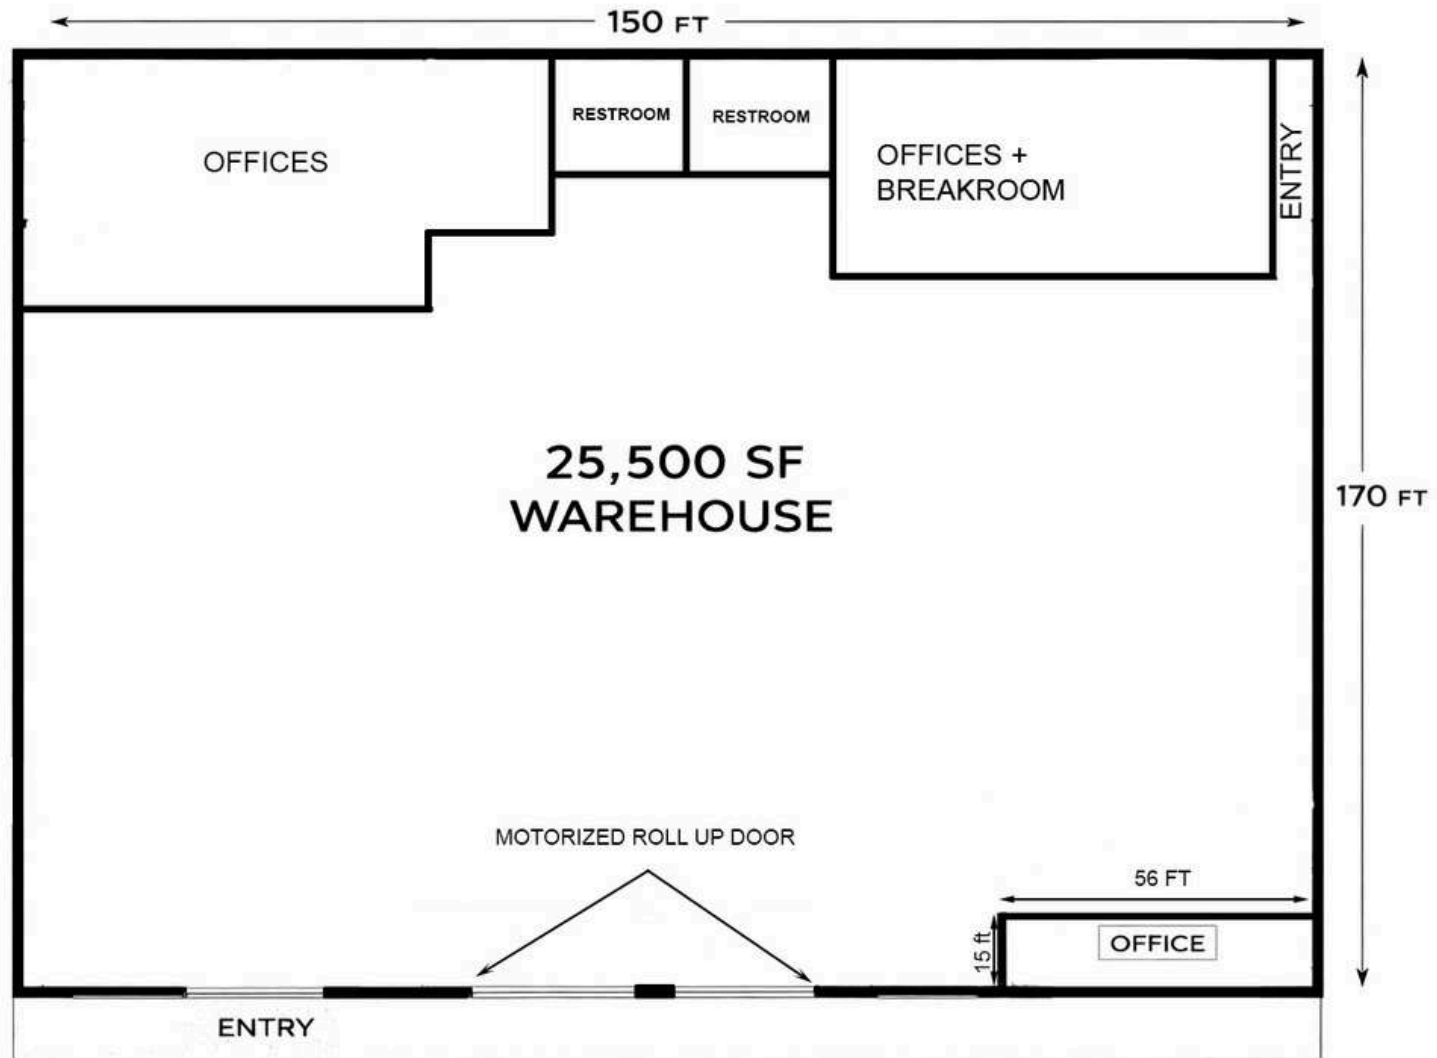 150 FT
RESTROOM
RESTROOM
OFFICES
OFFICES +
BREAKROOM
ENTRY
25,500 SF
WAREHOUSE
170 FT
MOTORIZED ROLL UP DOOR
56 FT
15 ft
OFFICE
ENTRY